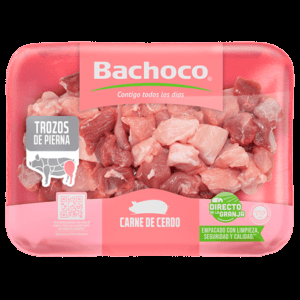 Bachoco®
Contigo todos los días
TROZOS
DE PIERNA
CARNE DE CERDO
DIRECTO
DE LA GRANJA
EMPACADO CON LIMPIEZA,
SEGURIDAD Y CALIDAD